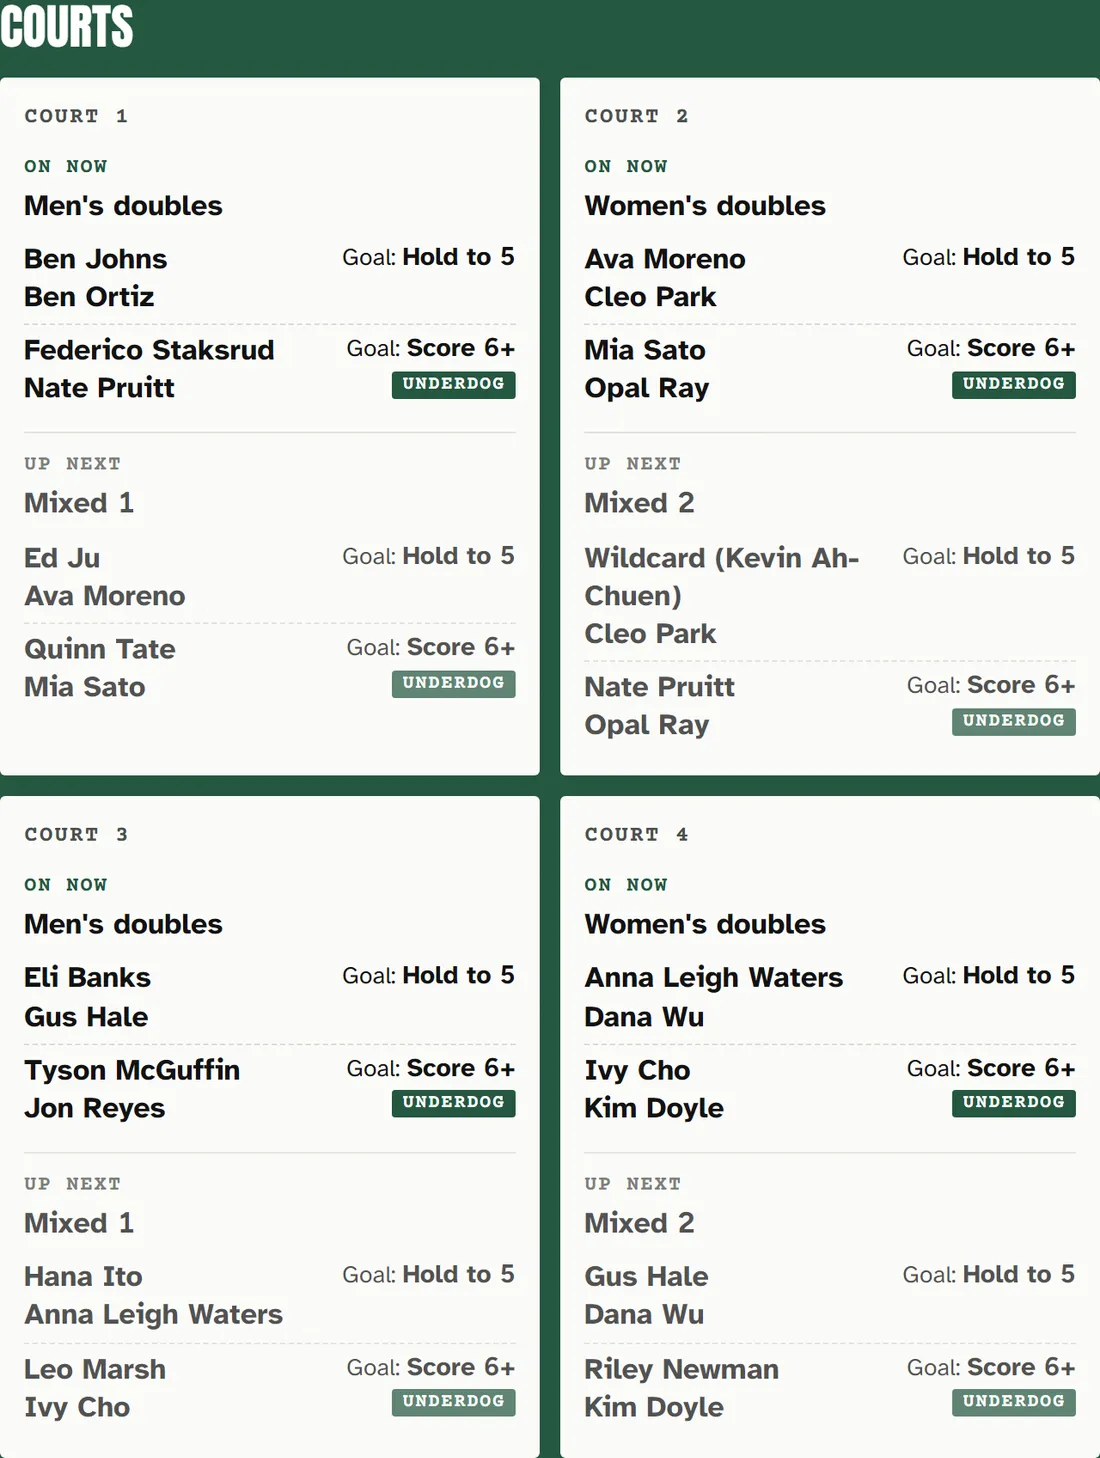 COURTS
COURT 1
ON NOW
Men's doubles
Ben Johns
Ben Ortiz
Goal: Hold to 5
Federico Staksrud
Nate Pruitt
Goal: Score 6+
UNDERDOG
UP NEXT
Mixed 1
Ed Ju
Ava Moreno
Goal: Hold to 5
Quinn Tate
Mia Sato
Goal: Score 6+
UNDERDOG
COURT 2
ON NOW
Women's doubles
Ava Moreno
Cleo Park
Goal: Hold to 5
Mia Sato
Opal Ray
Goal: Score 6+
UNDERDOG
UP NEXT
Mixed 2
Wildcard (Kevin Ah-
Chuen)
Cleo Park
Goal: Hold to 5
Nate Pruitt
Opal Ray
Goal: Score 6+
UNDERDOG
COURT 3
ON NOW
Men's doubles
Eli Banks
Gus Hale
Goal: Hold to 5
Tyson McGuffin
Jon Reyes
Goal: Score 6+
UNDERDOG
UP NEXT
Mixed 1
Hana Ito
Anna Leigh Waters
Goal: Hold to 5
Leo Marsh
Ivy Cho
Goal: Score 6+
UNDERDOG
COURT 4
ON NOW
Women's doubles
Anna Leigh Waters
Dana Wu
Goal: Hold to 5
Ivy Cho
Kim Doyle
Goal: Score 6+
UNDERDOG
UP NEXT
Mixed 2
Gus Hale
Dana Wu
Goal: Hold to 5
Riley Newman
Kim Doyle
Goal: Score 6+
UNDERDOG